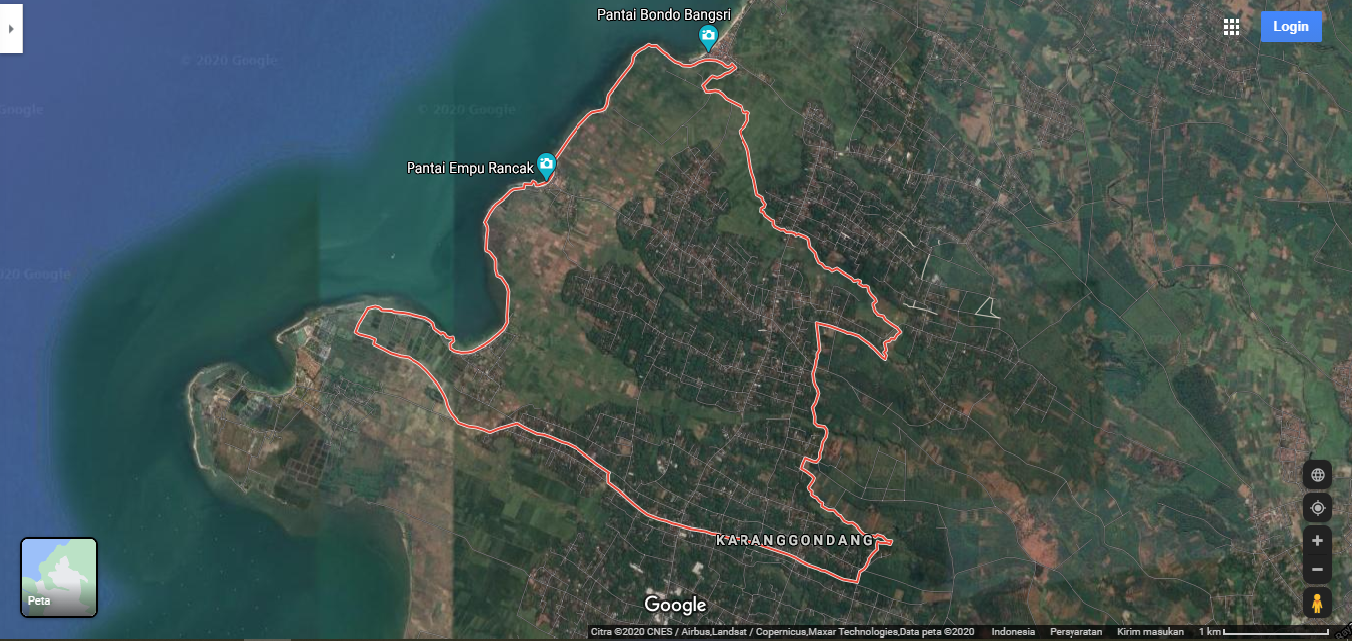 Pantai Bondo Bangsri
Login
© 2020 Google
Google
© 2020 Google
Pantai Empu Rancak
2020 Google
KARANGGONDANG
Peta
Google
Citra ©2020 CNES / Airbus,Landsat / Copernicus,Maxar Technologies,Data peta ©2020 Indonesia Persyaratan Kirim masukan 1 km